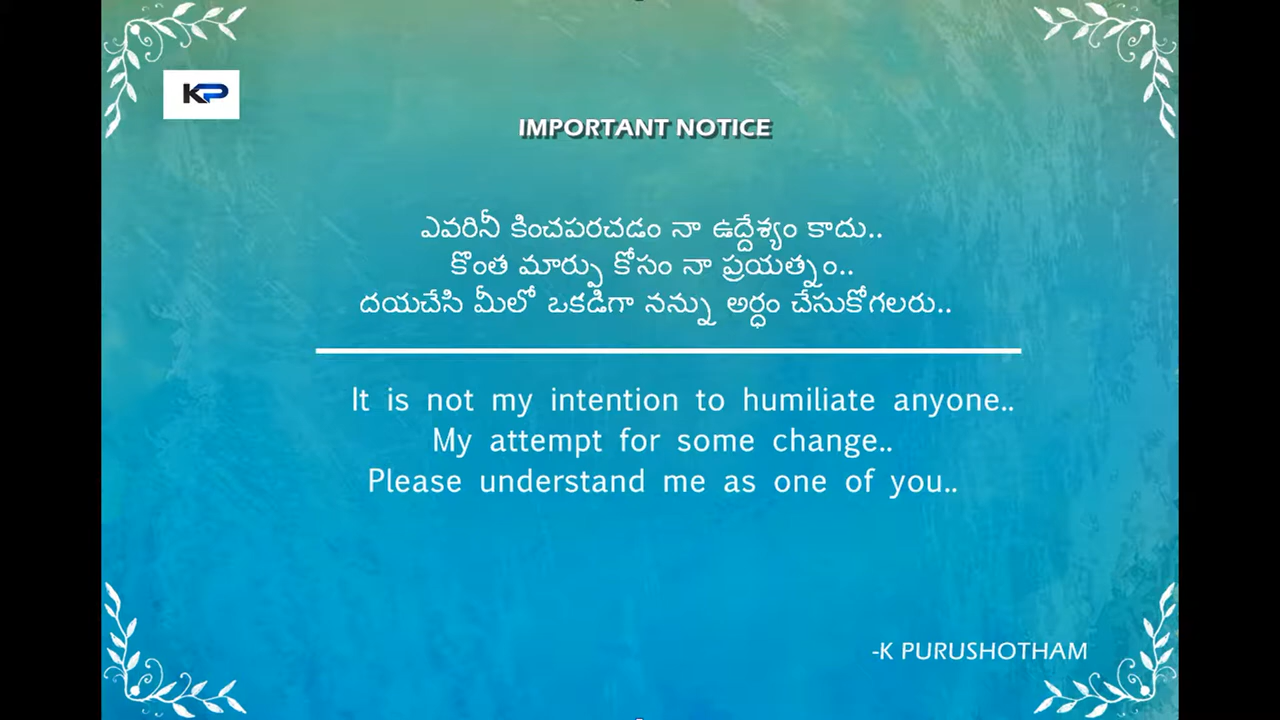 KP
IMPORTANT NOTICE
ఎవరినీ కించపరచడం నా ఉద్దేశ్యం కాదు..
కొంత మార్పు కోసం నా ప్రయత్నం..
దయచేసి మీలో ఒకడిగా నన్ను అర్ధం చేసుకోగలరు..
It is not my intention to humiliate anyone..
My attempt for some change..
Please understand me as one of you..
-K PURUSHOTHAM